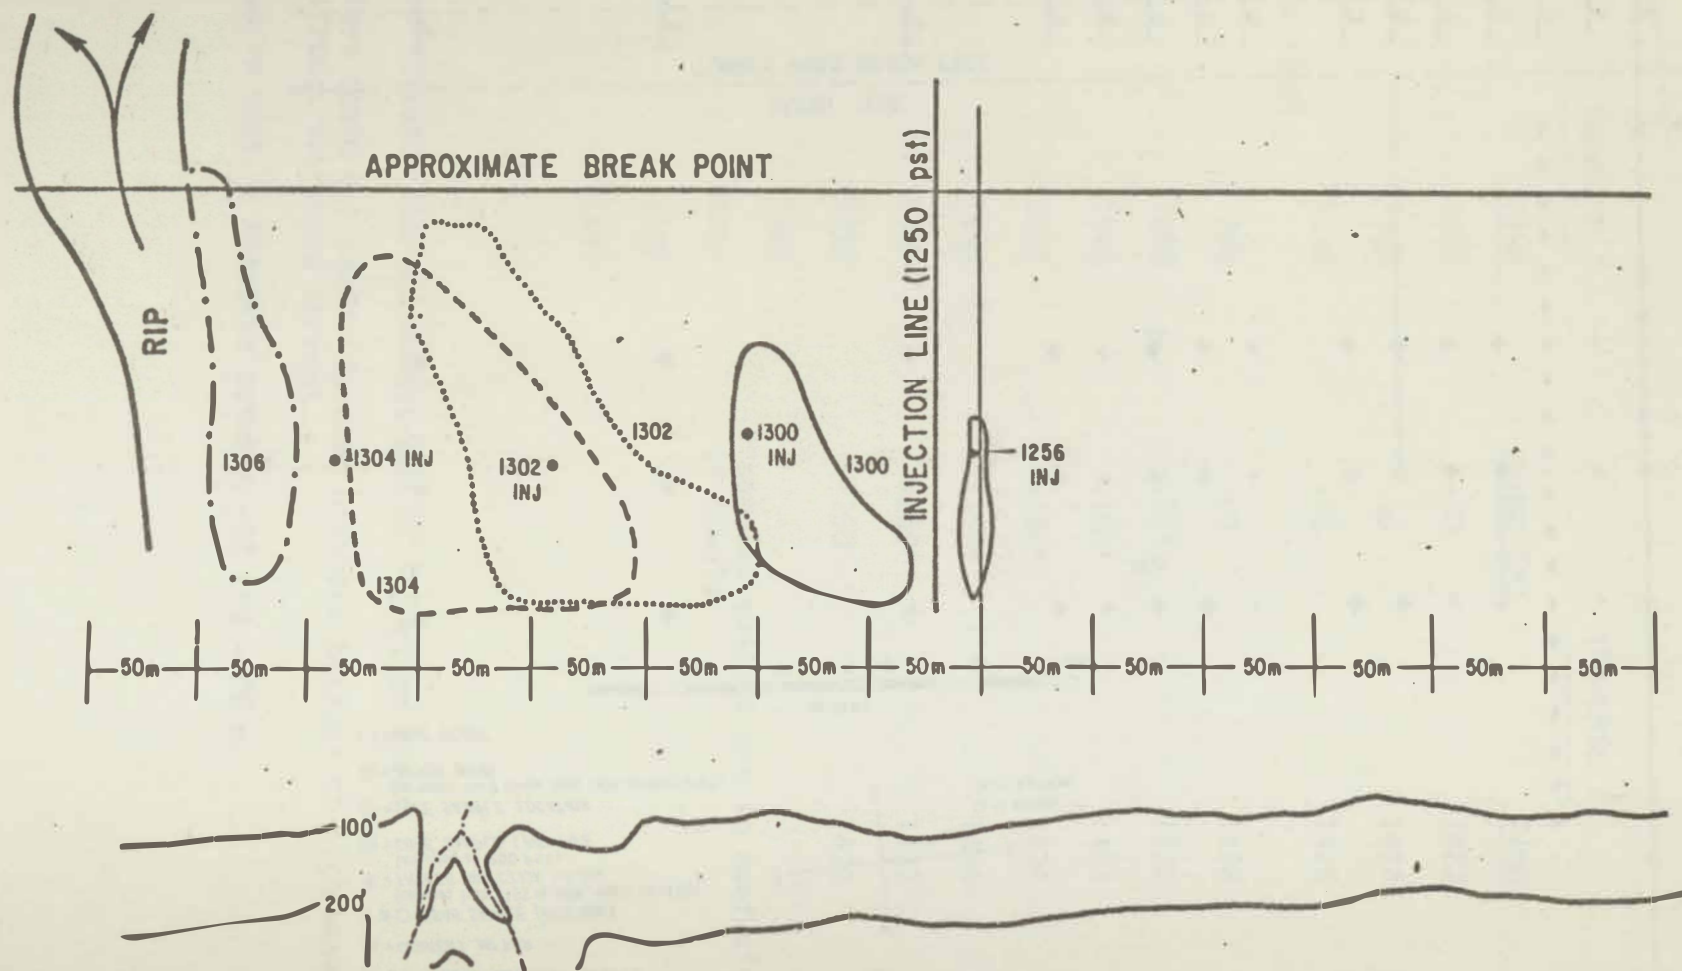 APPROXIMATE BREAK POINT
INJECTION LINE (1250 pst)
RIP
1306
1304 INJ
1304
1302
INJ
1302
1300
INJ
1300
1256
INJ
50m 50m 50m 50m 50m 50m 50m 50m 50m 50m 50m 50m 50m 50m
100'
200'